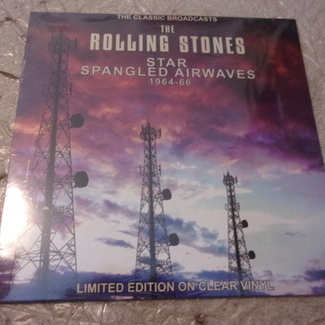 THE CLASSIC BROADCASTS
THE
ROLLING STONES
STAR
SPANGLED AIRWAVES
1964-66
LIMITED EDITION ON CLEAR VINYL